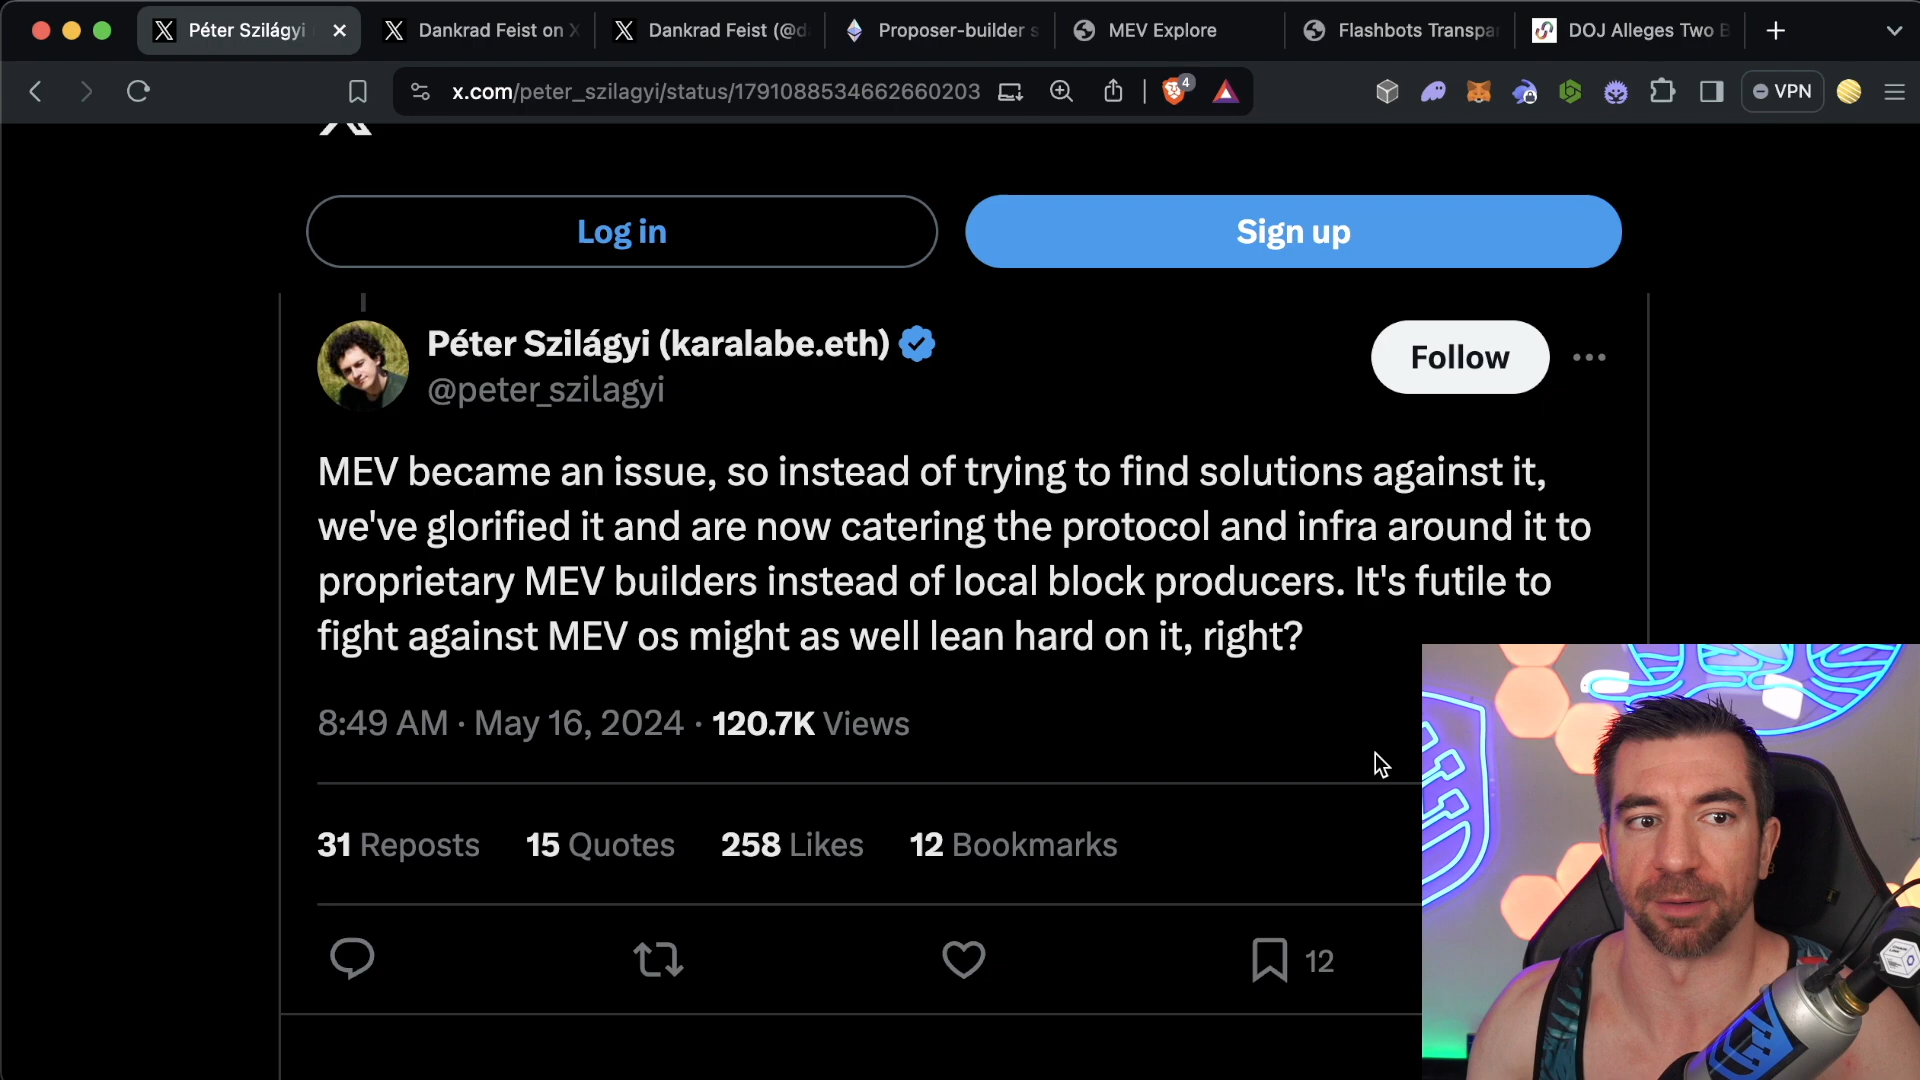 Péter Szilágyi
Dankrad Feist on X
Dankrad Feist (@d
Proposer-builder s
MEV Explore
Flashbots Transpa
DOJ Alleges Two B
x.com/peter_szilagyi/status/1791088534662660203
4
VPN
Log in
Sign up
Péter Szilágyi (karalabe.eth)
@peter_szilagyi
Follow
MEV became an issue, so instead of trying to find solutions against it,
we've glorified it and are now catering the protocol and infra around it to
proprietary MEV builders instead of local block producers. It's futile to
fight against MEV os might as well lean hard on it, right?
8:49 AM · May 16, 2024 · 120.7K Views
31 Reposts 15 Quotes 258 Likes 12 Bookmarks
12